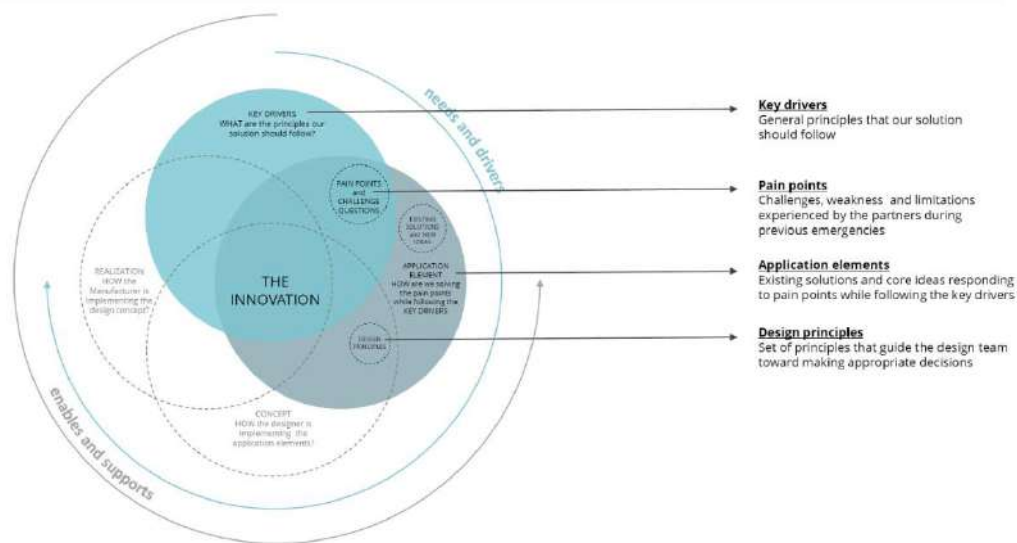 KEY DRIVERS
WHAT are the principles our
solution should follow?
needs and drivers
PAIN POINTS
and
CHALLENGE
QUESTIONS
EXISTING
SOLUTIONS
and NEW
IDEAS
REALIZATION
HOW the
Manufacturer is
implementing the
design concept?
THE
INNOVATION
APPLICATION
ELEMENT
HOW are we solving
the pain points
while following the
KEY DRIVERS
DESIGN
PRINCIPLES
CONCEPT
HOW the designer is
implementing the
application elements?
enables and supports
Key drivers
General principles that our solution
should follow
Pain points
Challenges, weakness and limitations
experienced by the partners during
previous emergencies
Application elements
Existing solutions and core ideas responding
to pain points while following the key drivers
Design principles
Set of principles that guide the design team
toward making appropriate decisions